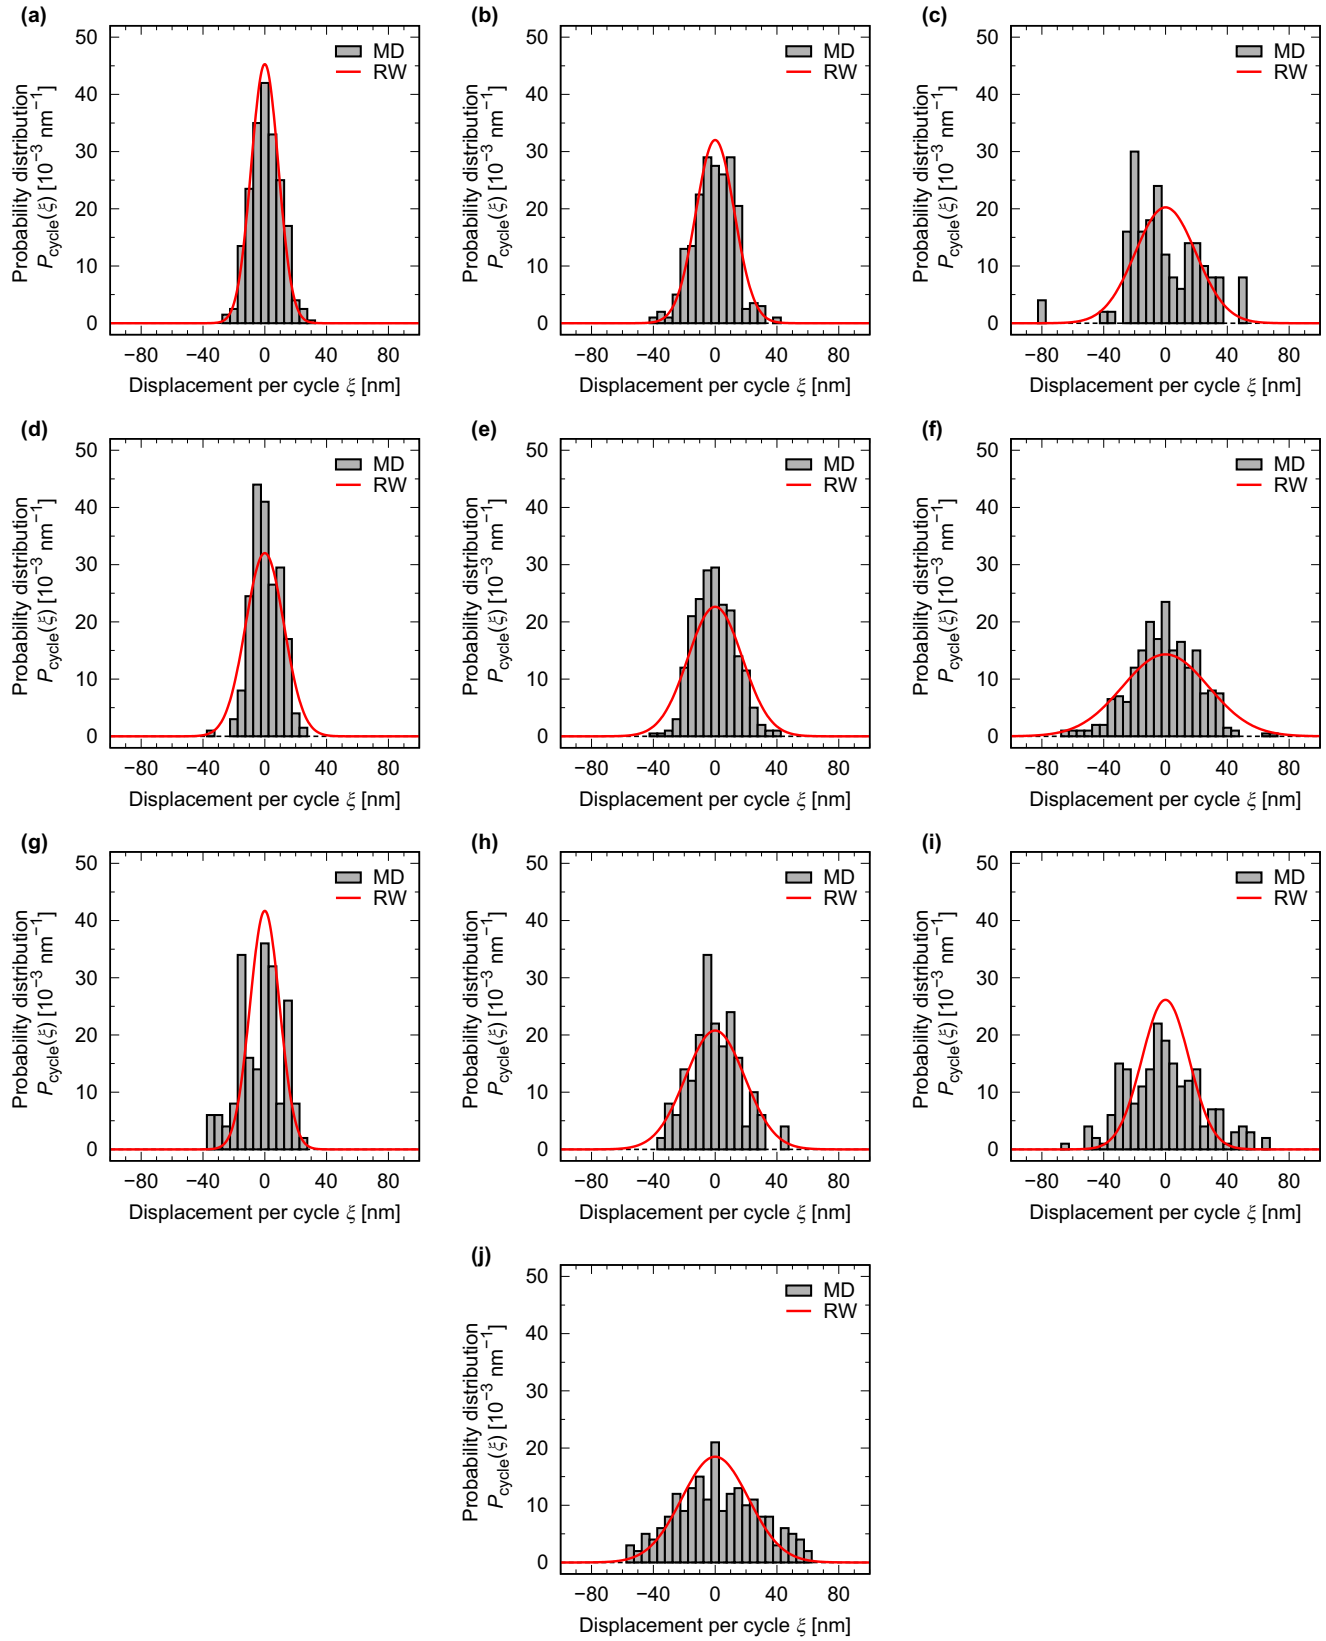 (a)
Probability distribution
P_cycle(ξ) [10⁻³ nm⁻¹]
50
40
30
20
10
0
MD
RW
−80 −40 0 40 80
Displacement per cycle ξ [nm]
(b)
Probability distribution
P_cycle(ξ) [10⁻³ nm⁻¹]
50
40
30
20
10
0
MD
RW
−80 −40 0 40 80
Displacement per cycle ξ [nm]
(c)
Probability distribution
P_cycle(ξ) [10⁻³ nm⁻¹]
50
40
30
20
10
0
MD
RW
−80 −40 0 40 80
Displacement per cycle ξ [nm]
(d)
Probability distribution
P_cycle(ξ) [10⁻³ nm⁻¹]
50
40
30
20
10
0
MD
RW
−80 −40 0 40 80
Displacement per cycle ξ [nm]
(e)
Probability distribution
P_cycle(ξ) [10⁻³ nm⁻¹]
50
40
30
20
10
0
MD
RW
−80 −40 0 40 80
Displacement per cycle ξ [nm]
(f)
Probability distribution
P_cycle(ξ) [10⁻³ nm⁻¹]
50
40
30
20
10
0
MD
RW
−80 −40 0 40 80
Displacement per cycle ξ [nm]
(g)
Probability distribution
P_cycle(ξ) [10⁻³ nm⁻¹]
50
40
30
20
10
0
MD
RW
−80 −40 0 40 80
Displacement per cycle ξ [nm]
(h)
Probability distribution
P_cycle(ξ) [10⁻³ nm⁻¹]
50
40
30
20
10
0
MD
RW
−80 −40 0 40 80
Displacement per cycle ξ [nm]
(i)
Probability distribution
P_cycle(ξ) [10⁻³ nm⁻¹]
50
40
30
20
10
0
MD
RW
−80 −40 0 40 80
Displacement per cycle ξ [nm]
(j)
Probability distribution
P_cycle(ξ) [10⁻³ nm⁻¹]
50
40
30
20
10
0
MD
RW
−80 −40 0 40 80
Displacement per cycle ξ [nm]